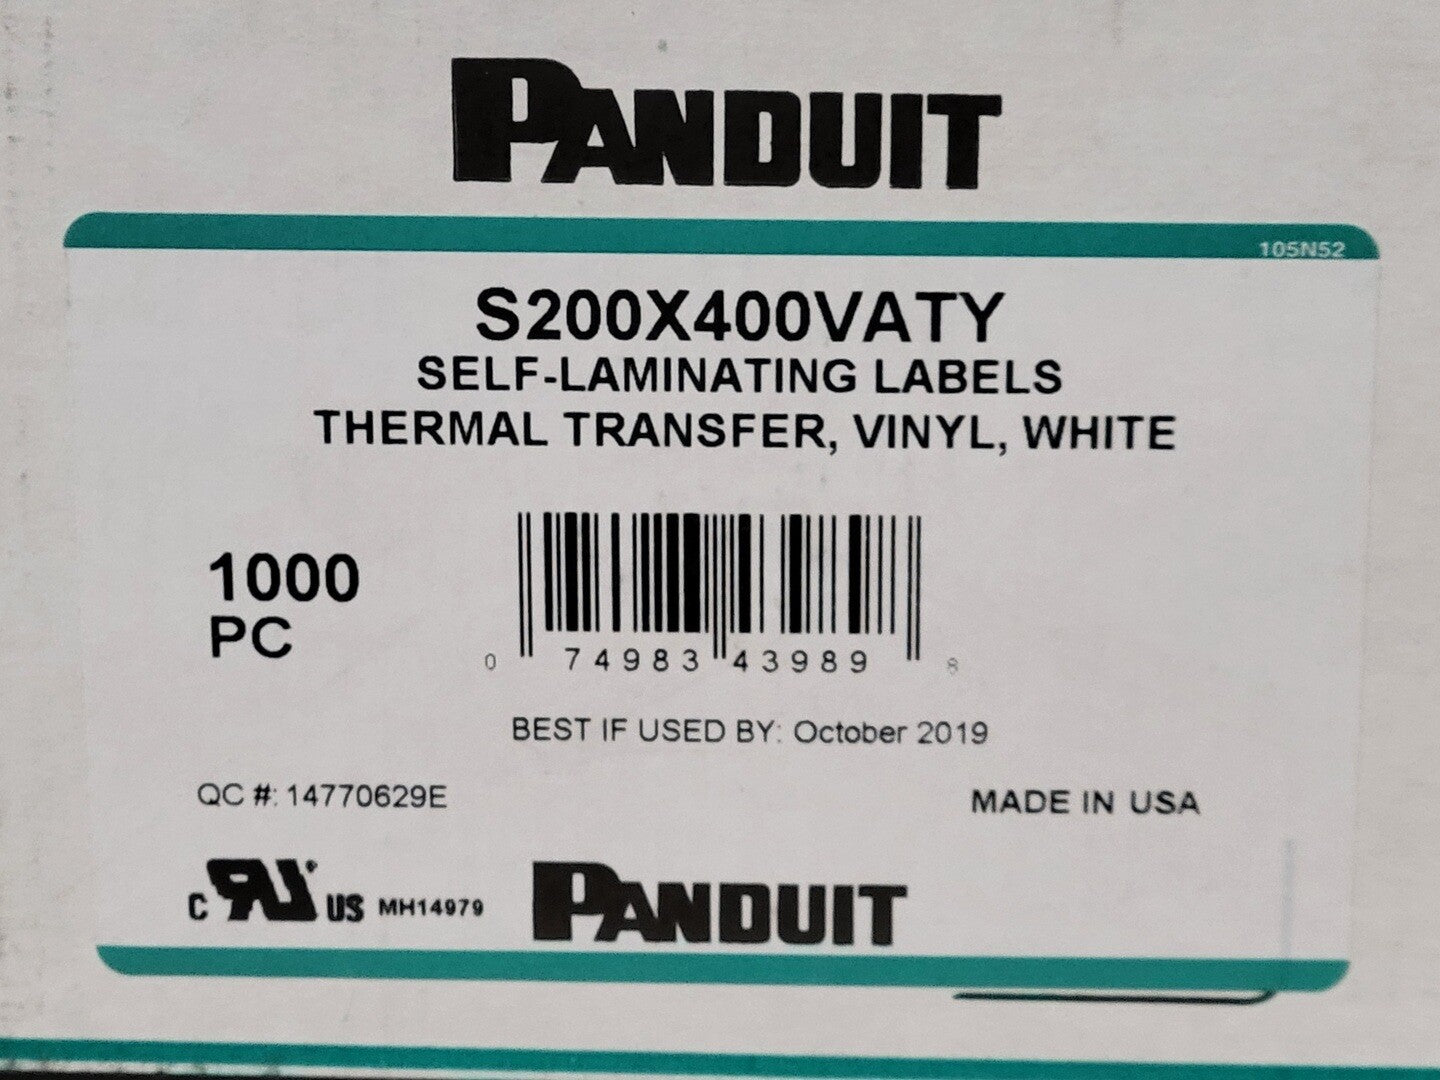 PANDUIT
105N52
S200X400VATY
SELF-LAMINATING LABELS
THERMAL TRANSFER, VINYL, WHITE
1000
PC
0 74983 43989 8
BEST IF USED BY: October 2019
QC #: 14770629E
MADE IN USA
C RU® US MH14979
PANDUIT